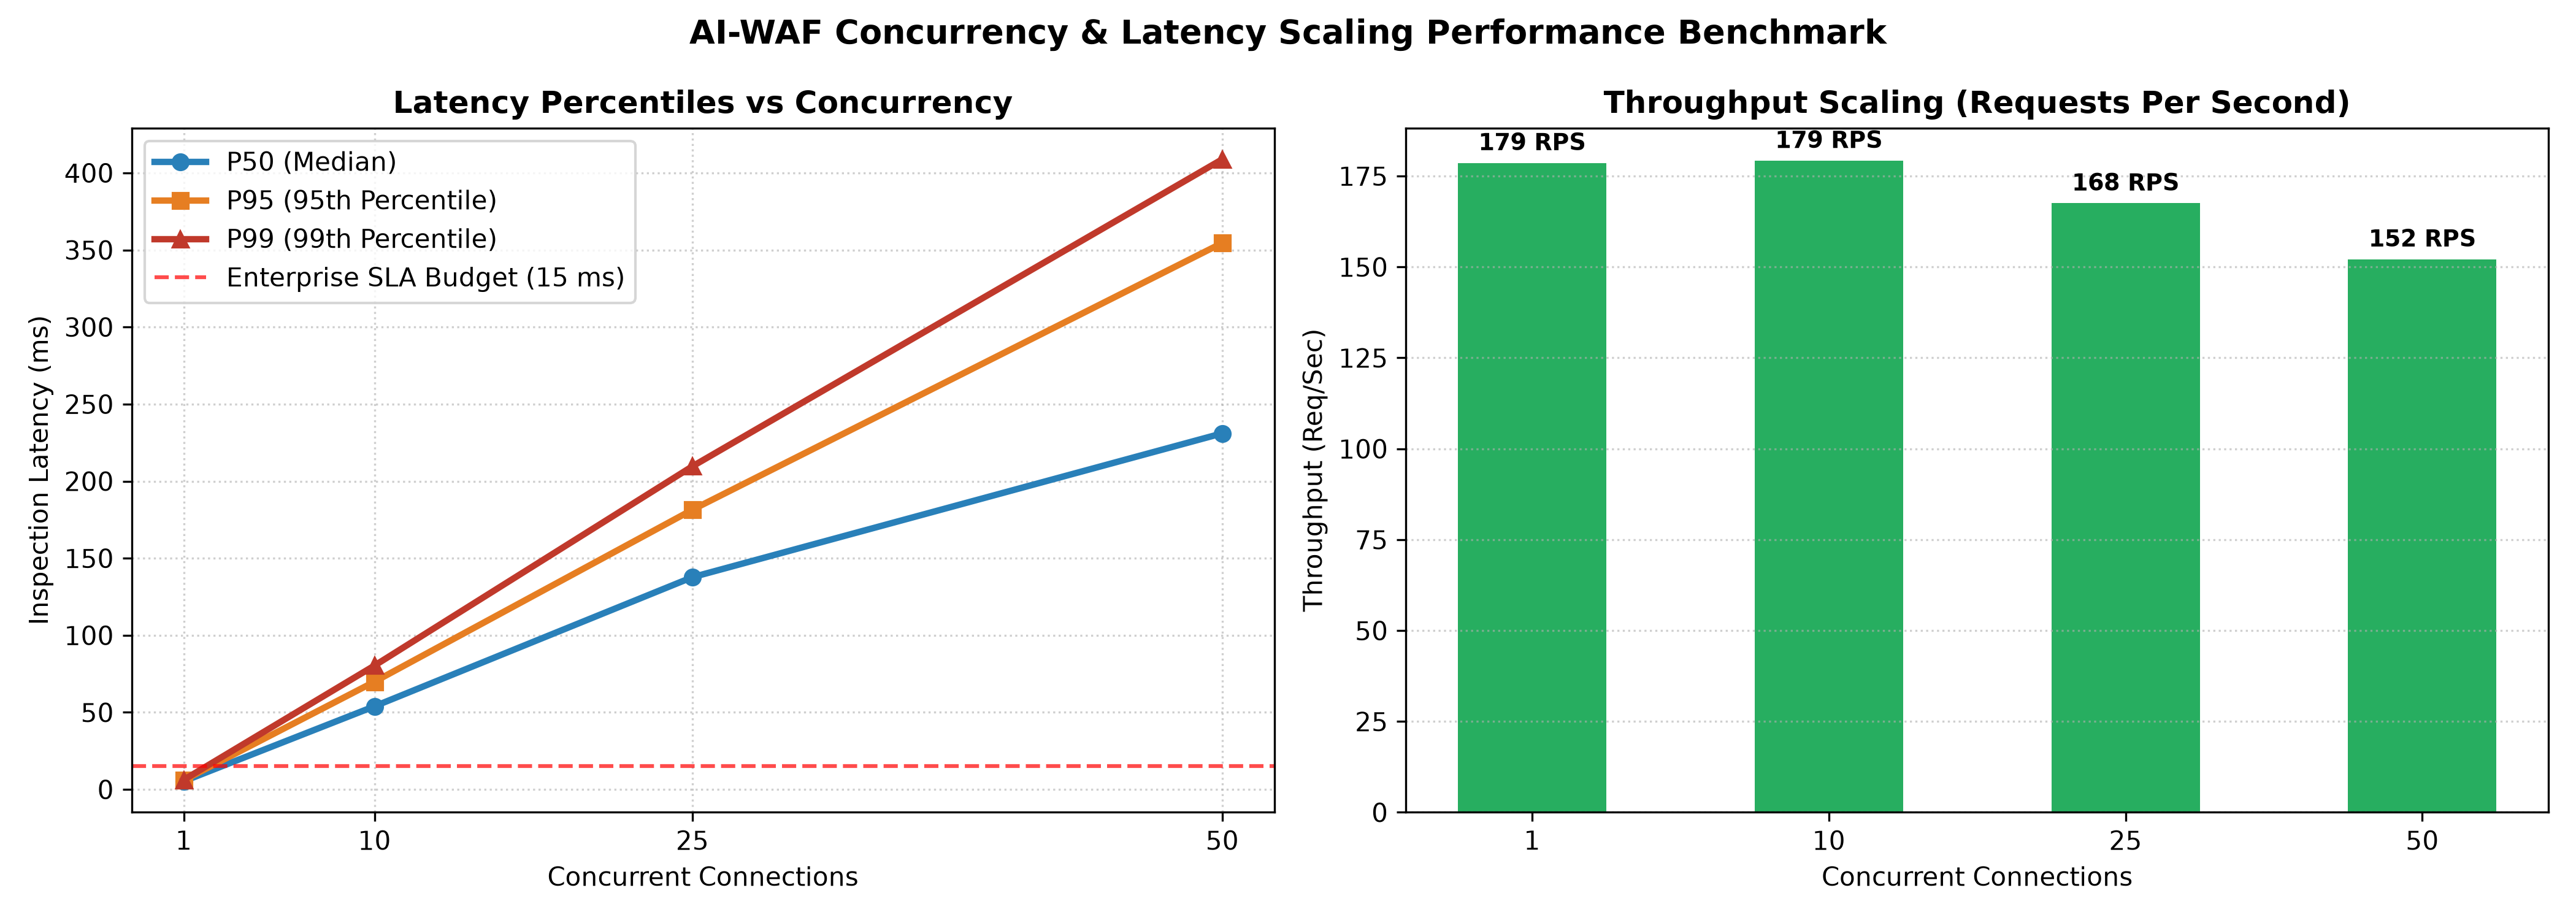 AI-WAF Concurrency & Latency Scaling Performance Benchmark
Latency Percentiles vs Concurrency
P50 (Median)
P95 (95th Percentile)
P99 (99th Percentile)
Enterprise SLA Budget (15 ms)
Inspection Latency (ms)
400
350
300
250
200
150
100
50
0
1 10 25 50
Concurrent Connections
Throughput Scaling (Requests Per Second)
179 RPS
179 RPS
168 RPS
152 RPS
Throughput (Req/Sec)
175
150
125
100
75
50
25
0
1 10 25 50
Concurrent Connections